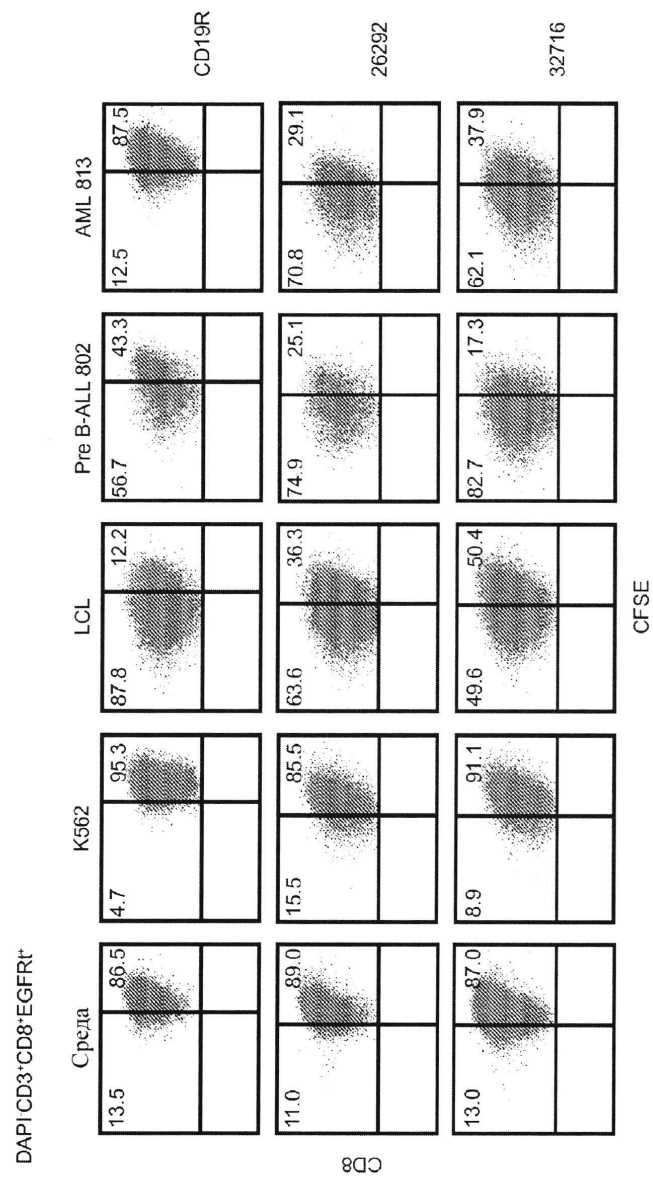 DAPI⁻CD3⁺CD8⁺EGFRt⁺
Среда K562 LCL Pre B-ALL 802 AML 813
13.5 86.5 4.7 95.3 87.8 12.2 56.7 43.3 12.5 87.5 CD19R
11.0 89.0 15.5 85.5 63.6 36.3 74.9 25.1 70.8 29.1 26292
13.0 87.0 8.9 91.1 49.6 50.4 82.7 17.3 62.1 37.9 32716
CD8
CFSE